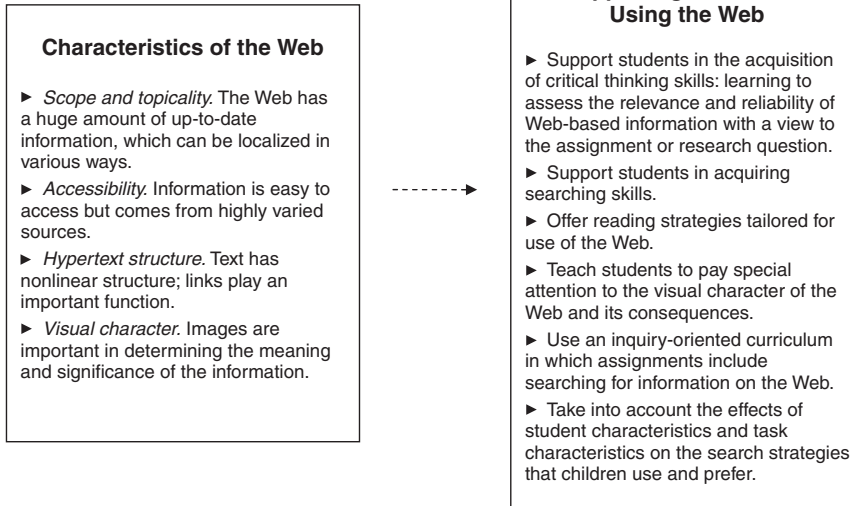 Characteristics of the Web
► Scope and topicality. The Web has
a huge amount of up-to-date
information, which can be localized in
various ways.
► Accessibility. Information is easy to
access but comes from highly varied
sources.
► Hypertext structure. Text has
nonlinear structure; links play an
important function.
► Visual character. Images are
important in determining the meaning
and significance of the information.
Using the Web
► Support students in the acquisition
of critical thinking skills: learning to
assess the relevance and reliability of
Web-based information with a view to
the assignment or research question.
► Support students in acquiring
searching skills.
► Offer reading strategies tailored for
use of the Web.
► Teach students to pay special
attention to the visual character of the
Web and its consequences.
► Use an inquiry-oriented curriculum
in which assignments include
searching for information on the Web.
► Take into account the effects of
student characteristics and task
characteristics on the search strategies
that children use and prefer.